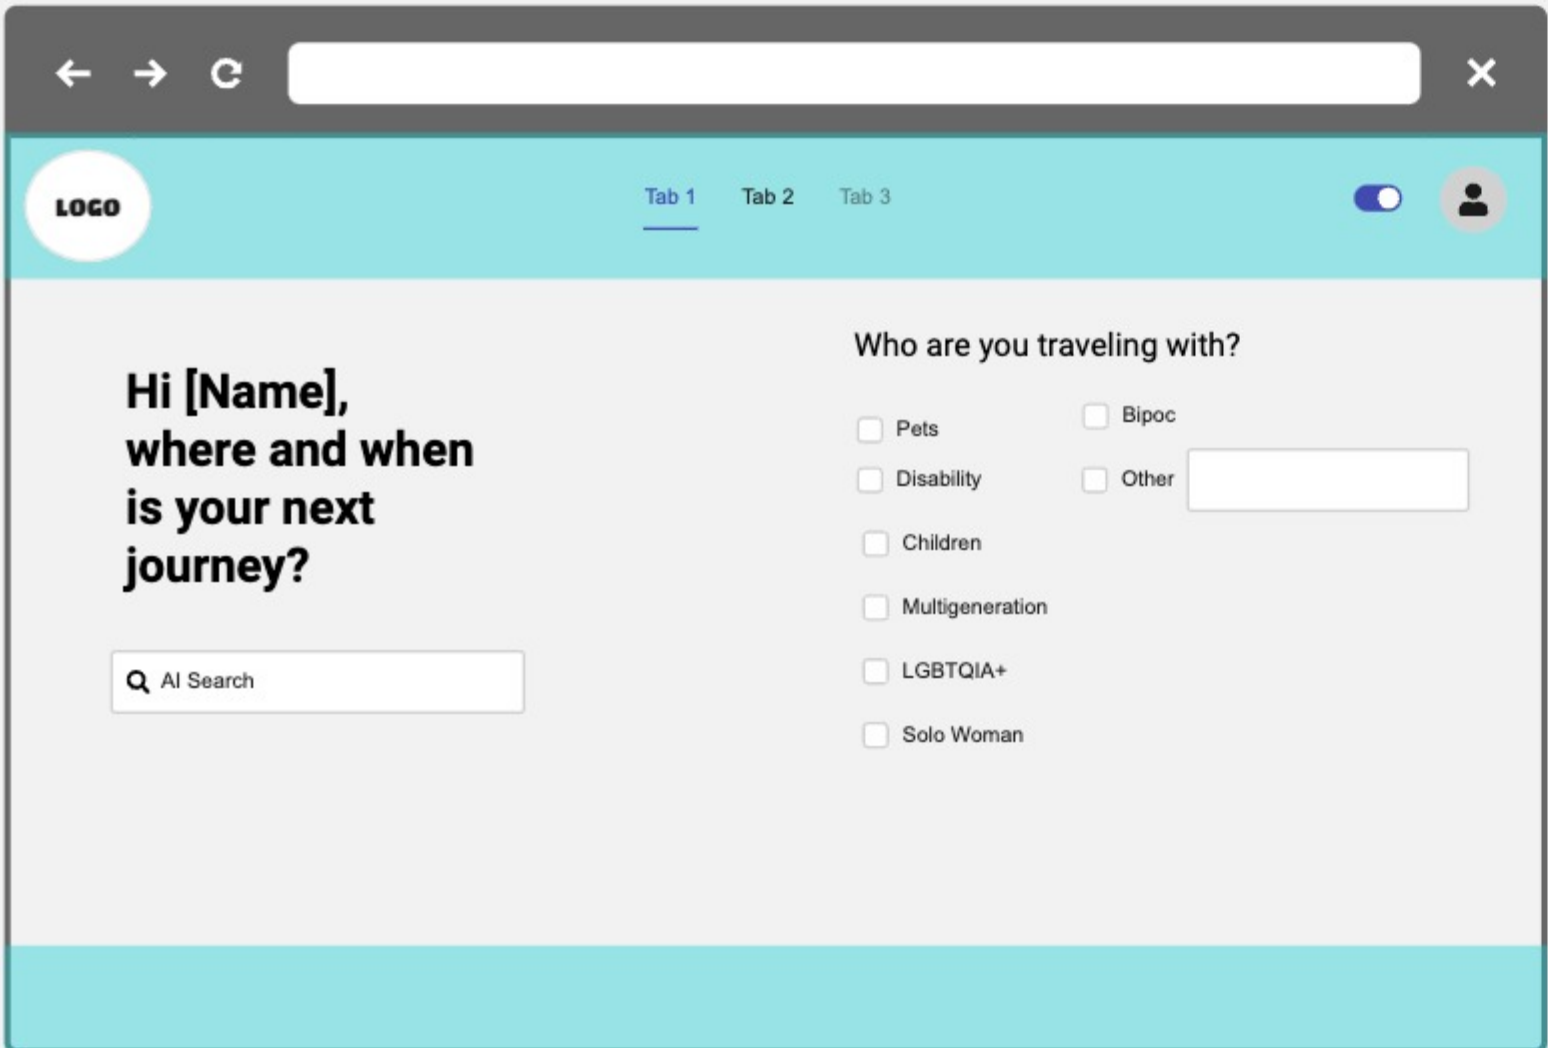 LOGO
Tab 1
Tab 2
Tab 3
Hi [Name],
where and when
is your next
journey?
AI Search
Who are you traveling with?
Pets
Disability
Children
Multigeneration
LGBTQIA+
Solo Woman
Bipoc
Other